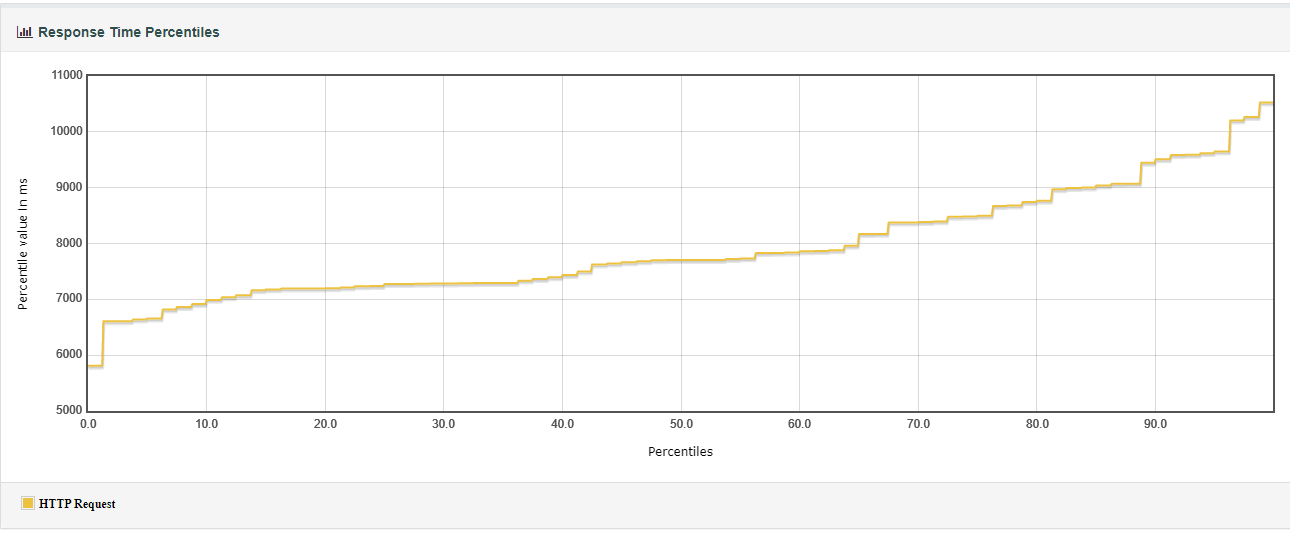 Response Time Percentiles
11000
10000
9000
8000
7000
6000
5000
Percentile value in ms
0.0 10.0 20.0 30.0 40.0 50.0 60.0 70.0 80.0 90.0
Percentiles
HTTP Request